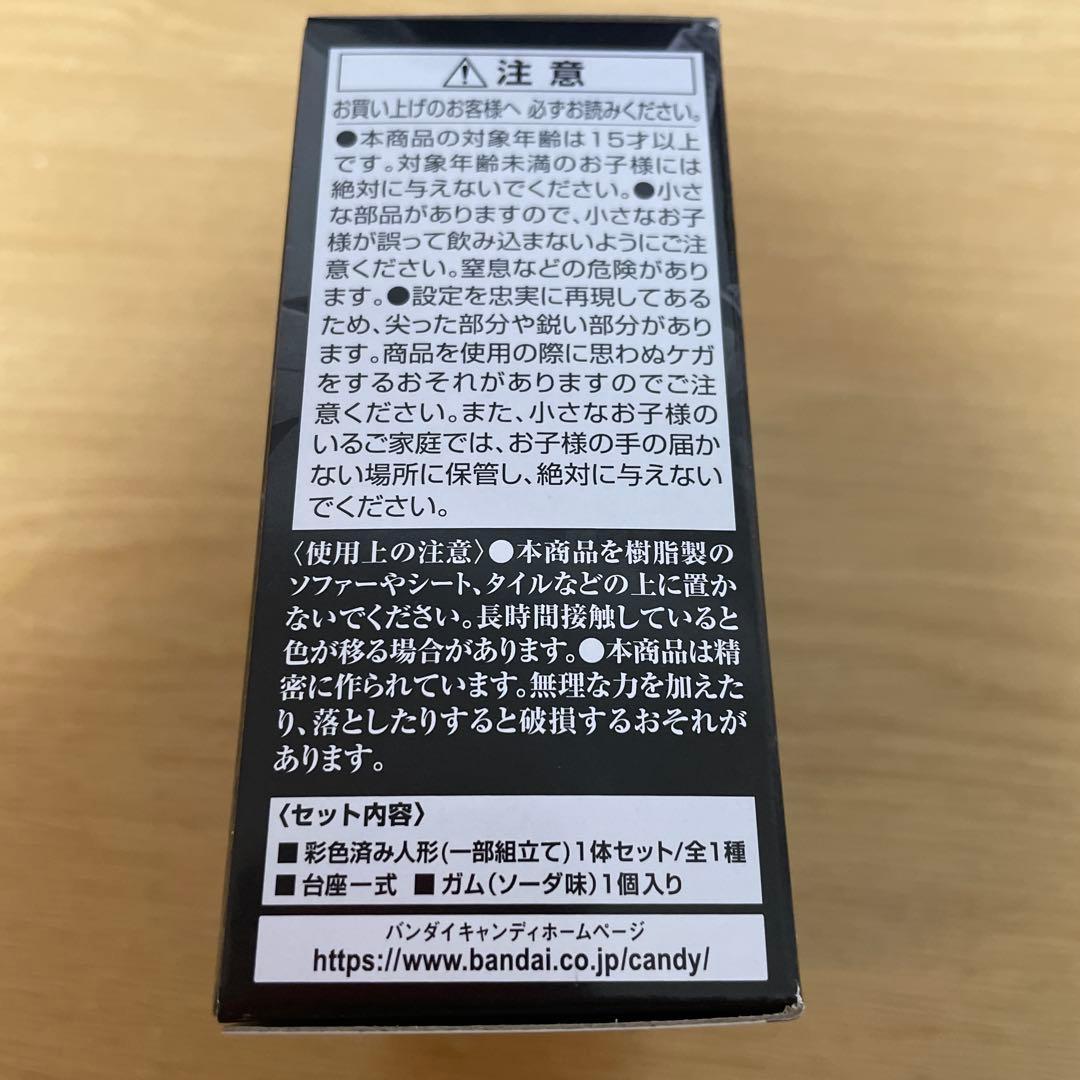 ⚠注意
お買い上げのお客様へ 必ずお読みください。
●本商品の対象年齢は15才以上
です。対象年齢未満のお子様には
絶対に与えないでください。●小さ
な部品がありますので、小さなお子
様が誤って飲み込まないようにご注
意ください。窒息などの危険があり
ます。●設定を忠実に再現してある
ため、尖った部分や鋭い部分があり
ます。商品を使用の際に思わぬケガ
をするおそれがありますのでご注
意ください。また、小さなお子様の
いるご家庭では、お子様の手の届か
ない場所に保管し、絶対に与えない
でください。
〈使用上の注意〉●本商品を樹脂製の
ソファーやシート、タイルなどの上に置か
ないでください。長時間接触していると
色が移る場合があります。●本商品は精
密に作られています。無理な力を加えた
り、落としたりすると破損するおそれが
あります。
〈セット内容〉
■彩色済み人形(一部組立て)1体セット/全1種
■台座一式 ■ガム(ソーダ味)1個入り
バンダイキャンディホームページ
https://www.bandai.co.jp/candy/